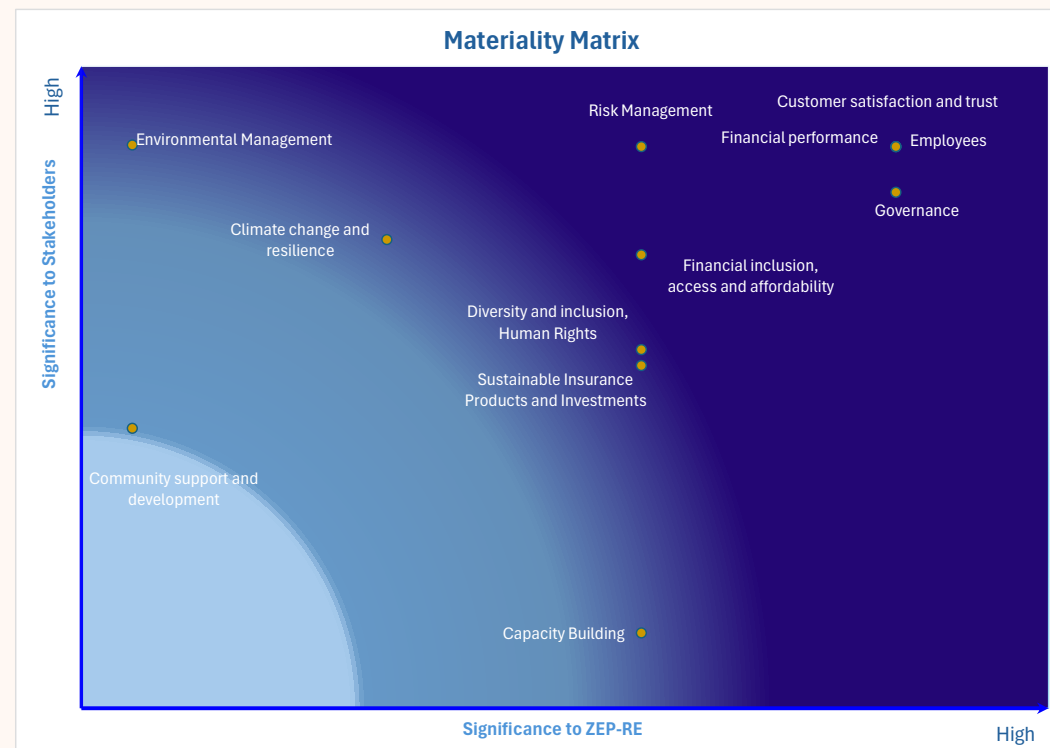 Materiality Matrix
High
Significance to Stakeholders
Customer satisfaction and trust
Risk Management
Financial performance
Employees
Environmental Management
Governance
Climate change and
resilience
Financial inclusion,
access and affordability
Diversity and inclusion,
Human Rights
Sustainable Insurance
Products and Investments
Community support and
development
Capacity Building
Significance to ZEP-RE
High